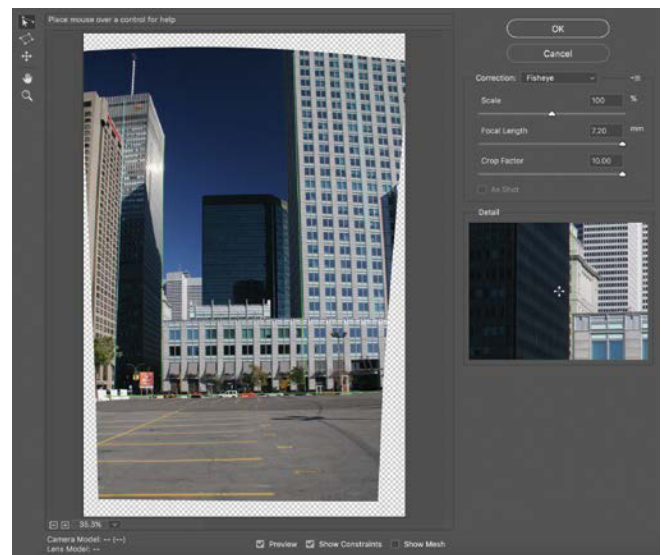 Place mouse over a control for help
OK
Cancel
Correction: Fisheye
Scale 100 %
Focal Length 7.20 mm
Crop Factor 10.00
As Shot
Detail
35.3%
Camera Model: -- (--)
Lens Model: --
Preview Show Constraints Show Mesh